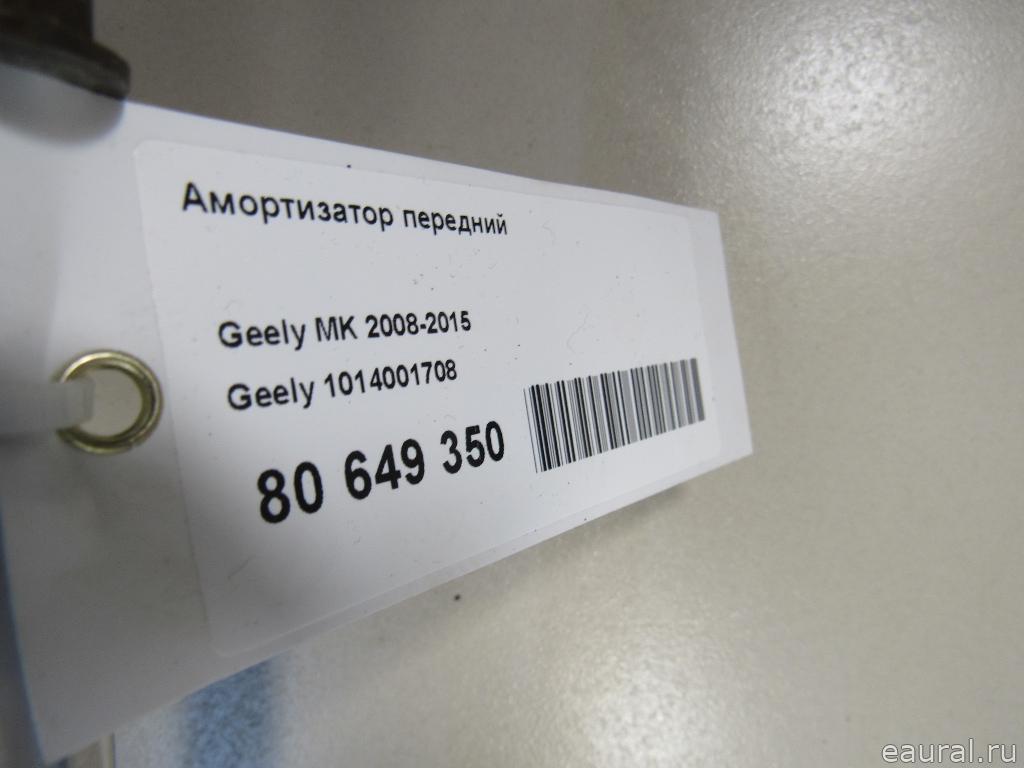 Амортизатор передний
Geely MK 2008-2015
Geely 1014001708
80 649 350
eaural.ru